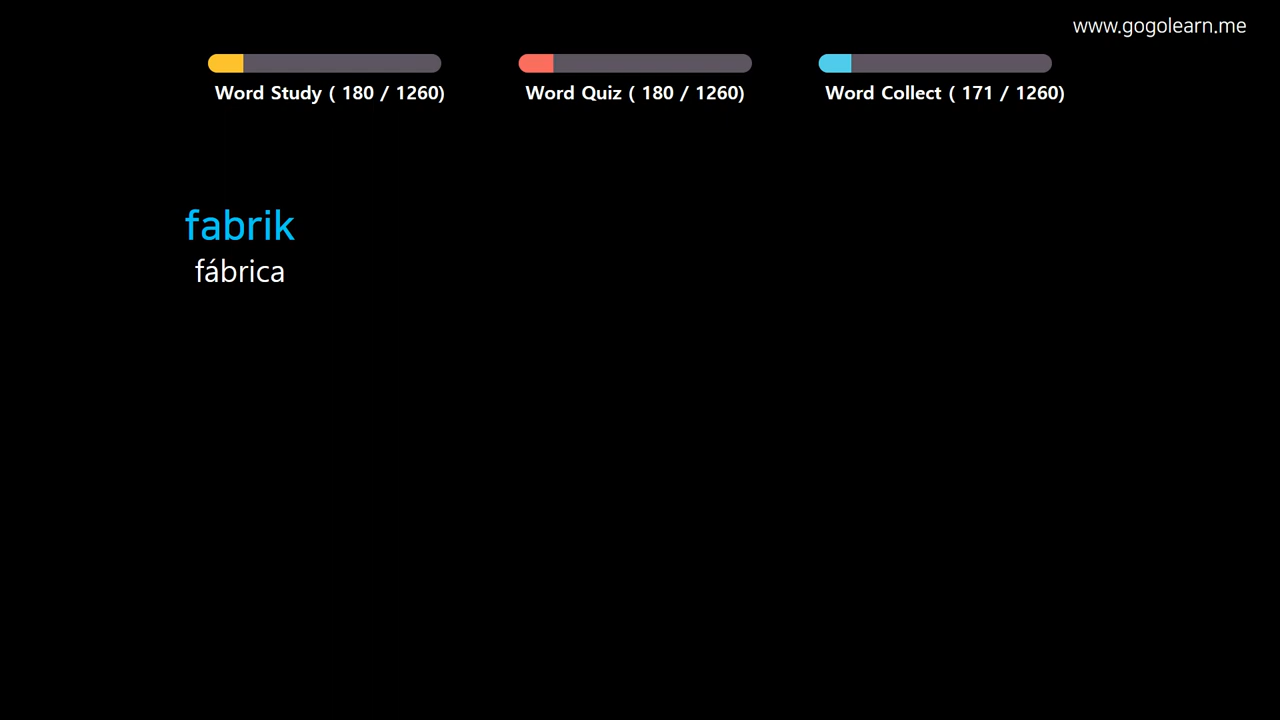 www.gogolearn.me
Word Study ( 180 / 1260)
Word Quiz ( 180 / 1260)
Word Collect ( 171 / 1260)
fabrik
fábrica